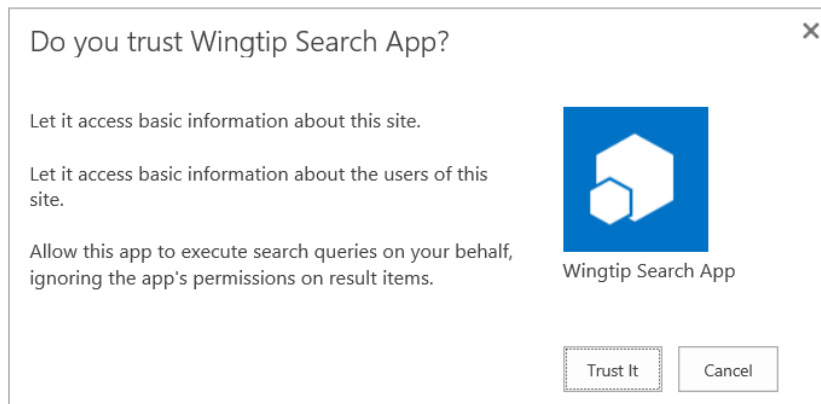 Do you trust Wingtip Search App?
Let it access basic information about this site.
Let it access basic information about the users of this
site.
Allow this app to execute search queries on your behalf,
ignoring the app's permissions on result items.
Wingtip Search App
Trust It
Cancel